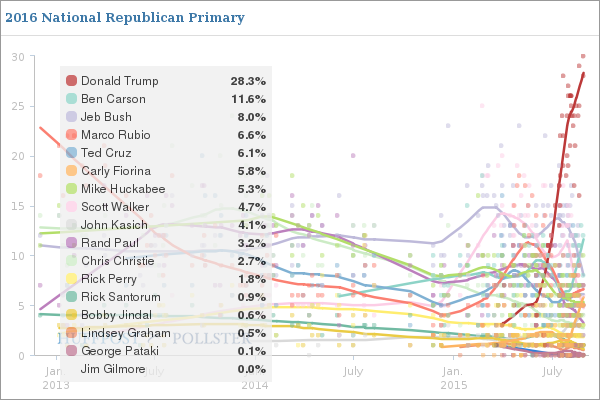 2016 National Republican Primary
30
25
20
15
10
5
0
Donald Trump 28.3%
Ben Carson 11.6%
Jeb Bush 8.0%
Marco Rubio 6.6%
Ted Cruz 6.1%
Carly Fiorina 5.8%
Mike Huckabee 5.3%
Scott Walker 4.7%
John Kasich 4.1%
Rand Paul 3.2%
Chris Christie 2.7%
Rick Perry 1.8%
Rick Santorum 0.9%
Bobby Jindal 0.6%
Lindsey Graham 0.5%
George Pataki 0.1%
Jim Gilmore 0.0%
HUFFPOST POLLSTER
Jan 2014 July Jan July
2013 2014 2015